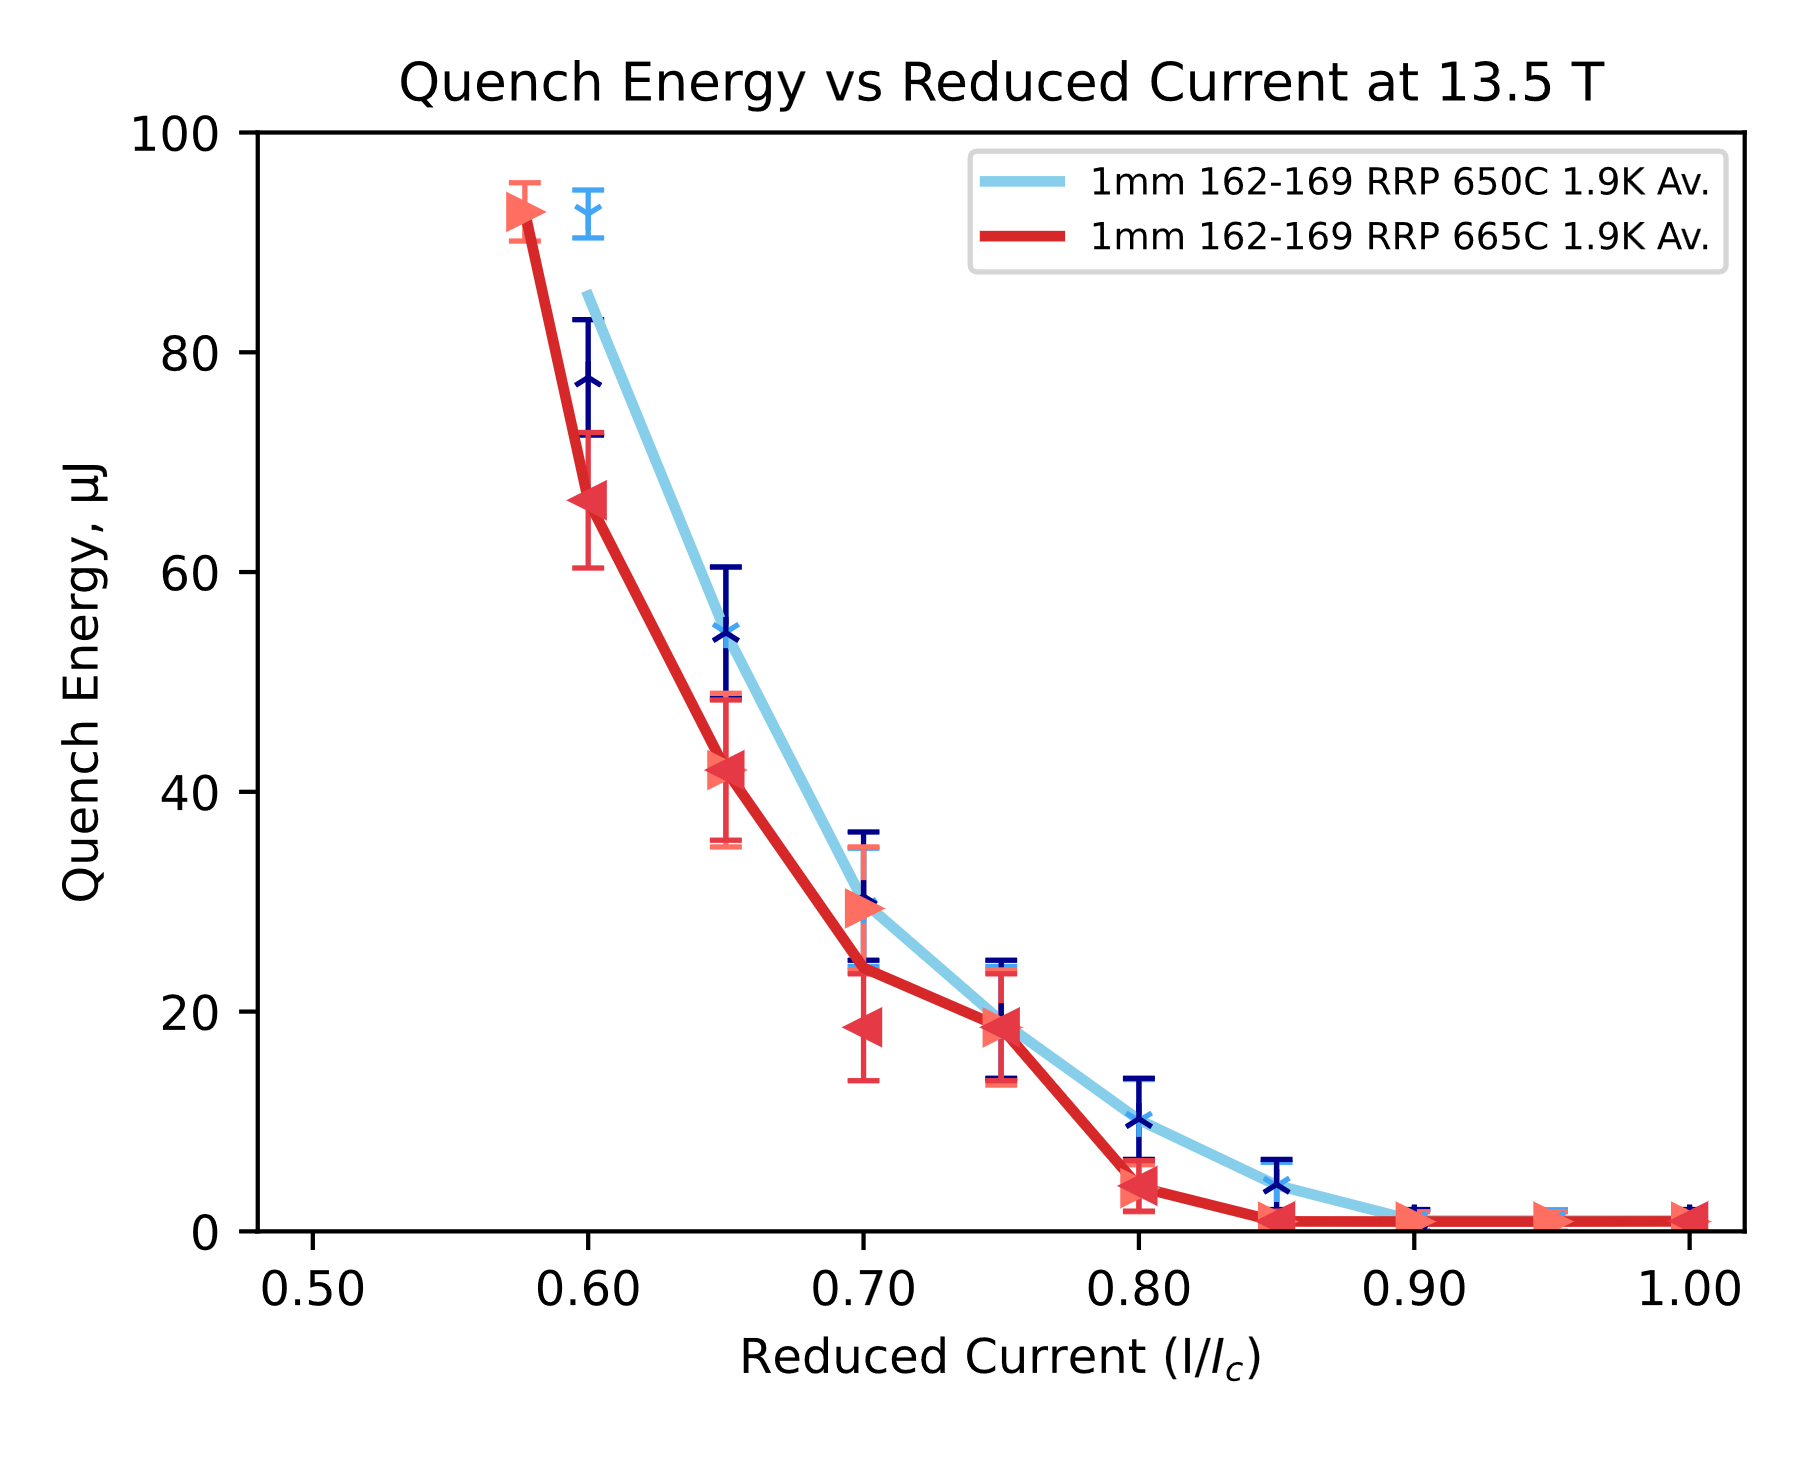 Quench Energy vs Reduced Current at 13.5 T
1mm 162-169 RRP 650C 1.9K Av.
1mm 162-169 RRP 665C 1.9K Av.
Quench Energy, µJ
100
80
60
40
20
0
0.50 0.60 0.70 0.80 0.90 1.00
Reduced Current (I/I_c)